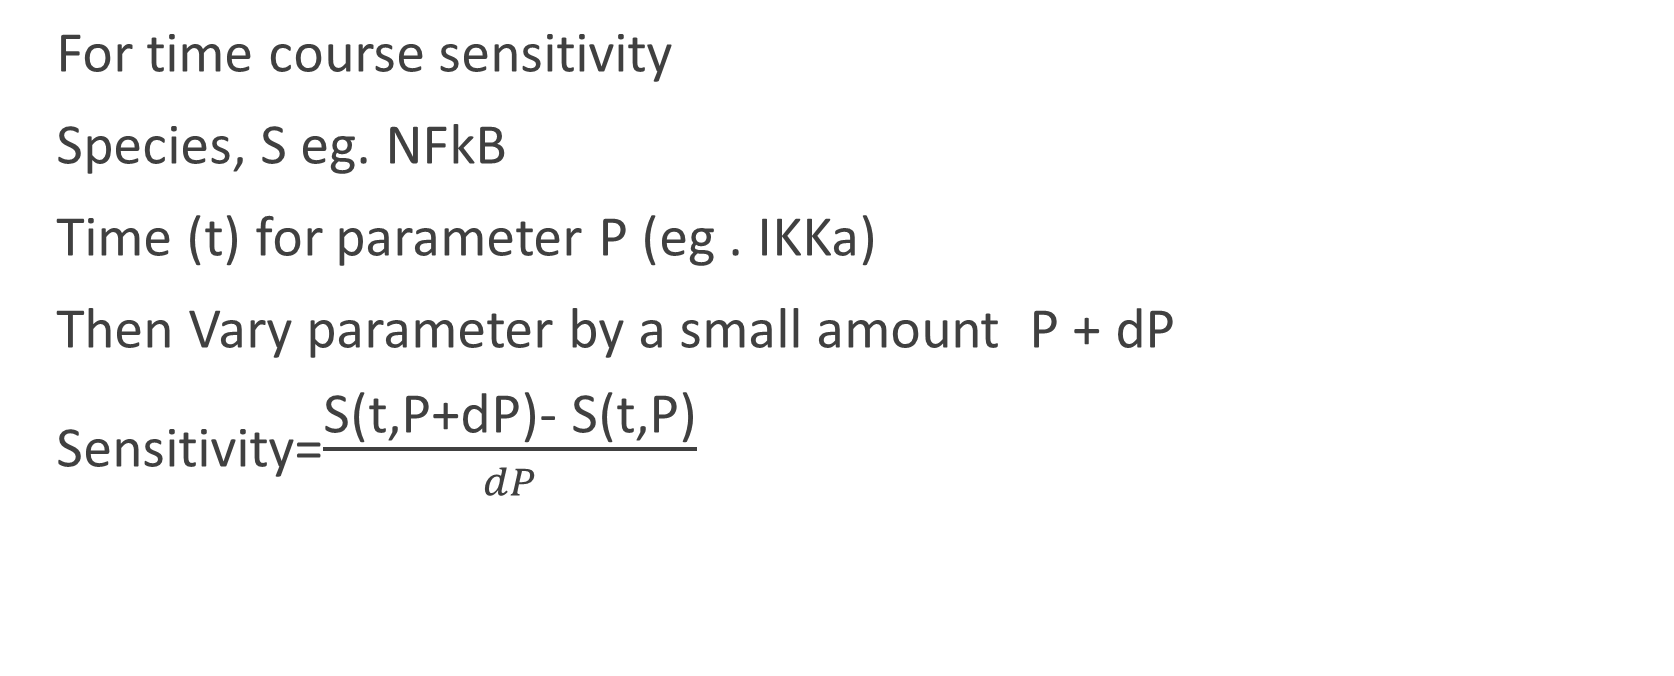 For time course sensitivity
Species, S eg. NFkB
Time (t) for parameter P (eg . IKKa)
Then Vary parameter by a small amount  P + dP
Sensitivity=S(t,P+dP)- S(t,P)
dP